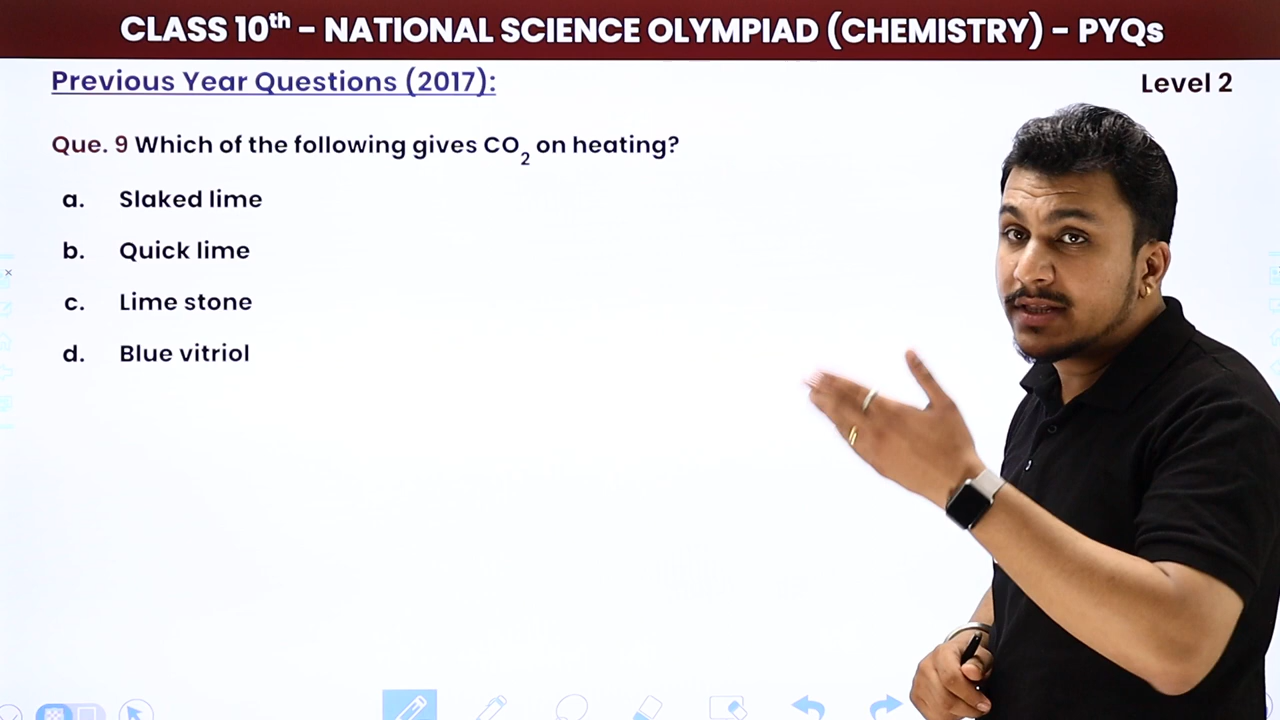 CLASS 10th – NATIONAL SCIENCE OLYMPIAD (CHEMISTRY) – PYQs
Previous Year Questions (2017):
Level 2
Que. 9 Which of the following gives CO2 on heating?
a. Slaked lime
b. Quick lime
c. Lime stone
d. Blue vitriol